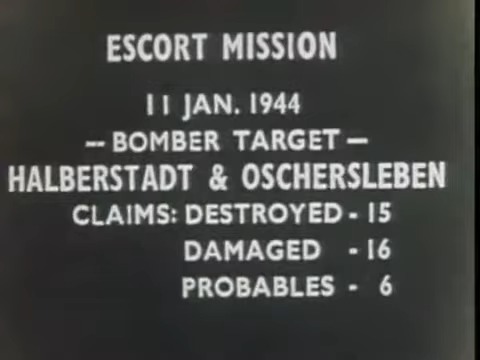 ESCORT MISSION
11 JAN. 1944
-- BOMBER TARGET —
HALBERSTADT & OSCHERSLEBEN
CLAIMS: DESTROYED - 15
DAMAGED - 16
PROBABLES - 6